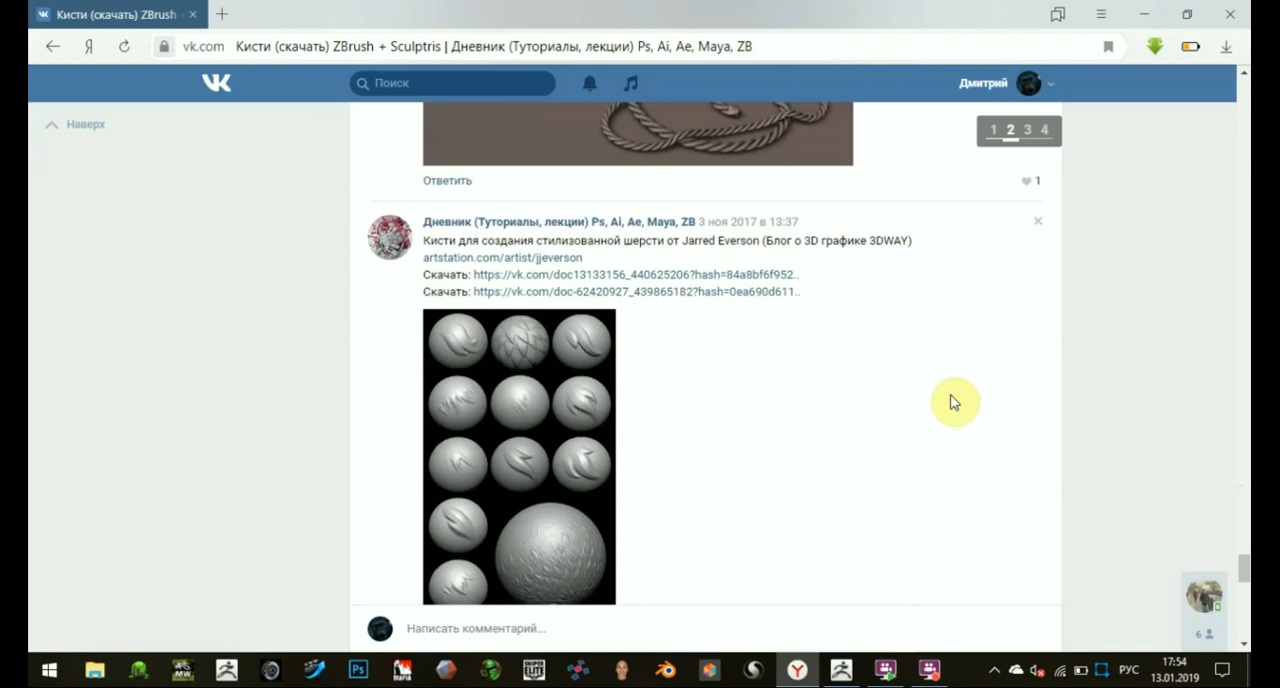 Кисти (скачать) ZBrush
vk.com Кисти (скачать) ZBrush + Sculptris | Дневник (Туториалы, лекции) Ps, Ai, Ae, Maya, ZB
Поиск
Дмитрий
Наверх
1 2 3 4
Ответить
1
Дневник (Туториалы, лекции) Ps, Ai, Ae, Maya, ZB 3 ноя 2017 в 13:37
Кисти для создания стилизованной шерсти от Jarred Everson (Блог о 3D графике 3DWAY)
artstation.com/artist/jjeverson
Скачать: https://vk.com/doc13133156_440625206?hash=84a8bf6f952..
Скачать: https://vk.com/doc-62420927_439865182?hash=0ea690d611..
Написать комментарий...
6
Ps
MAFIA
SUPER ELITE
РУС
17:54
13.01.2019